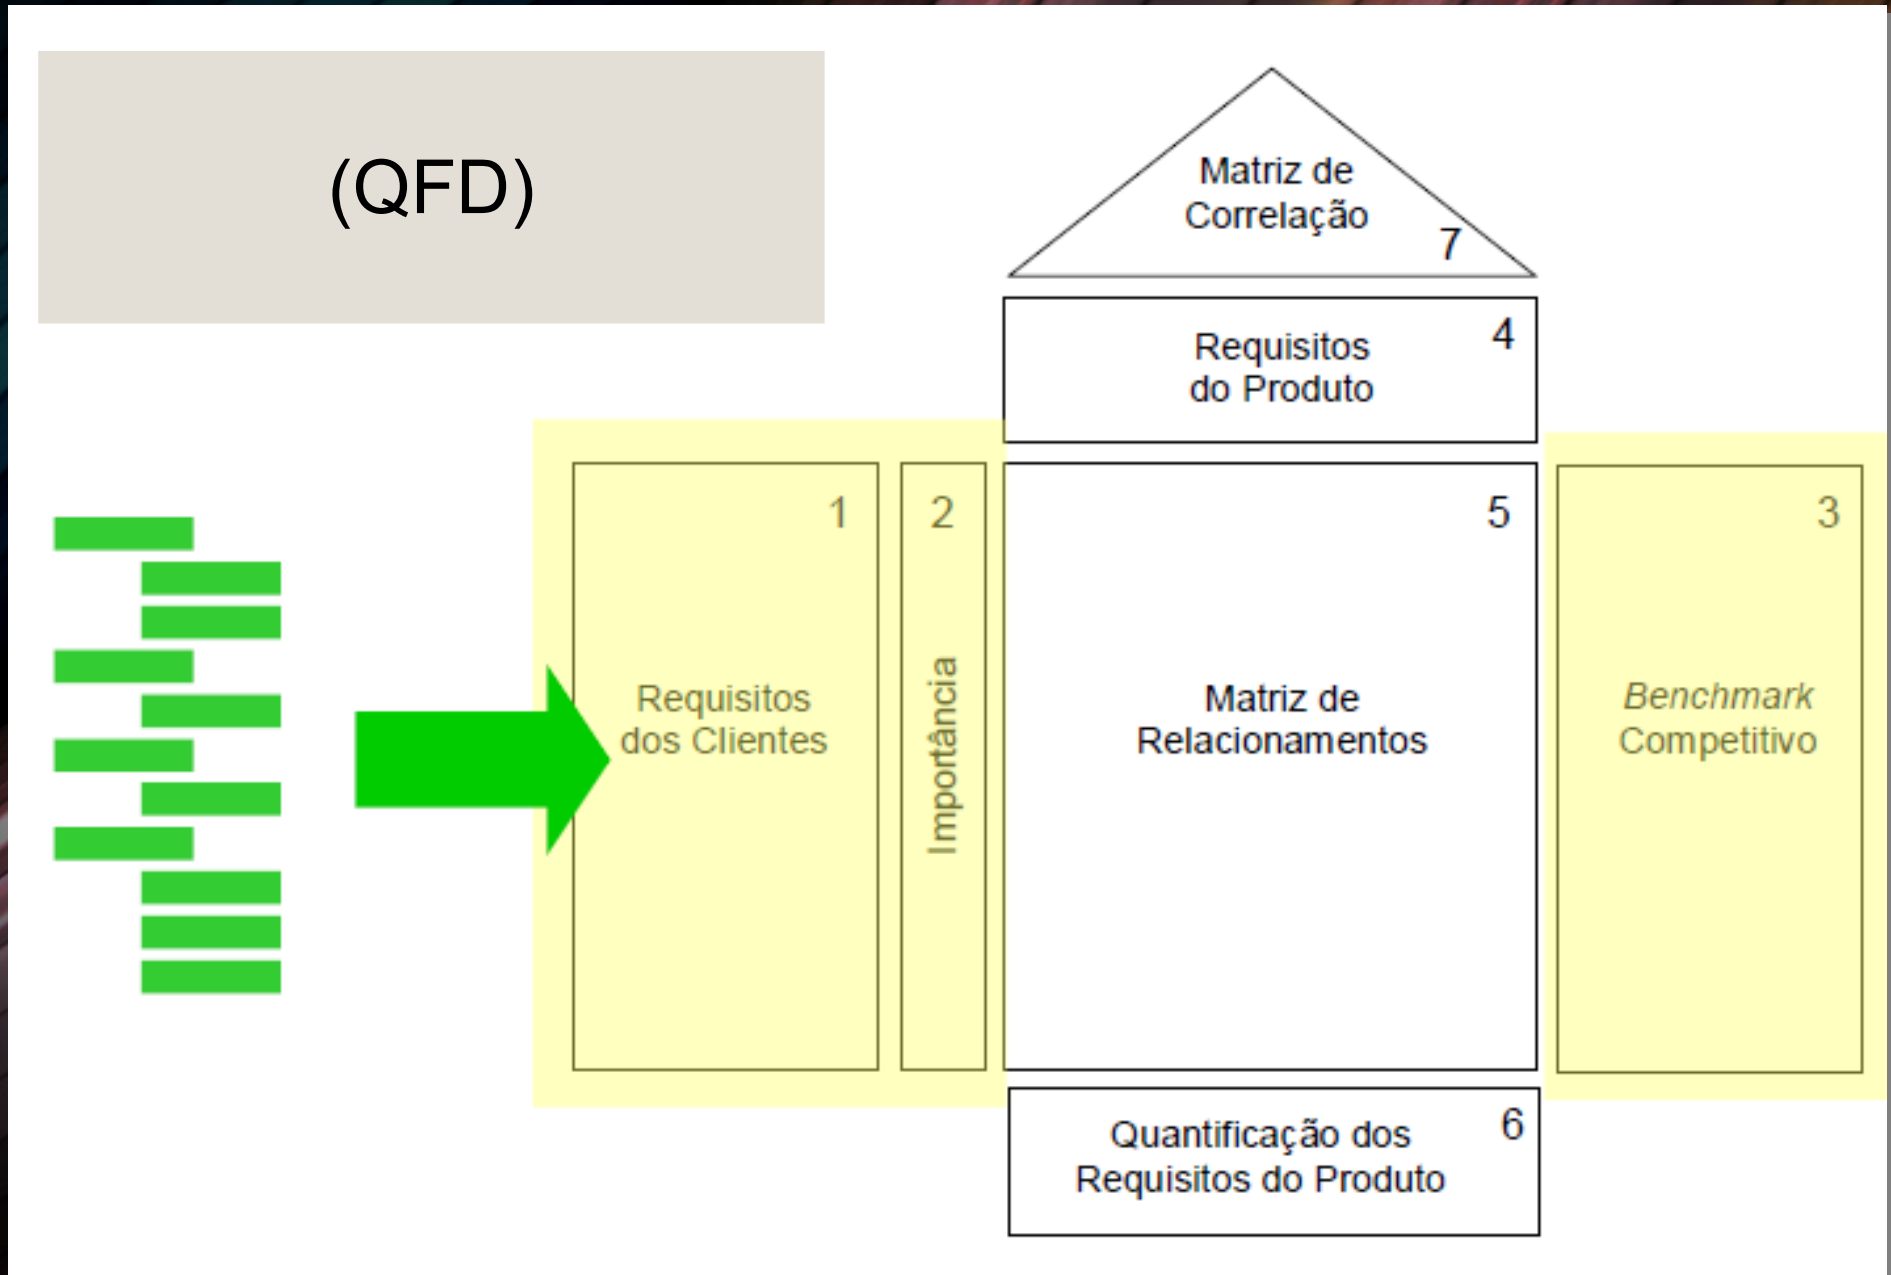 (QFD)
Matriz de
Correlação
7
Requisitos
do Produto
4
1
Requisitos
dos Clientes
2
Importância
5
Matriz de
Relacionamentos
3
Benchmark
Competitivo
Quantificação dos
Requisitos do Produto
6